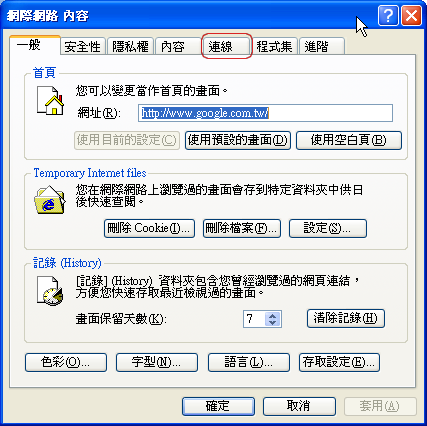 網際網路 內容
一般 安全性 隱私權 內容 連線 程式集 進階
首頁
您可以變更當作首頁的畫面。
網址(R): http://www.google.com.tw/
使用目前的設定(C) 使用預設的畫面(D) 使用空白頁(B)
Temporary Internet files
您在網際網路上瀏覽過的畫面會存到特定資料夾中供日
後快速查閱。
刪除 Cookie(I)... 刪除檔案(F)... 設定(S)...
記錄 (History)
[記錄] (History) 資料夾包含您曾經瀏覽過的網頁連結，
方便您快速存取最近檢視過的畫面。
畫面保留天數(K): 7 清除記錄(H)
色彩(O)... 字型(N)... 語言(L)... 存取設定(E)...
確定 取消 套用(A)